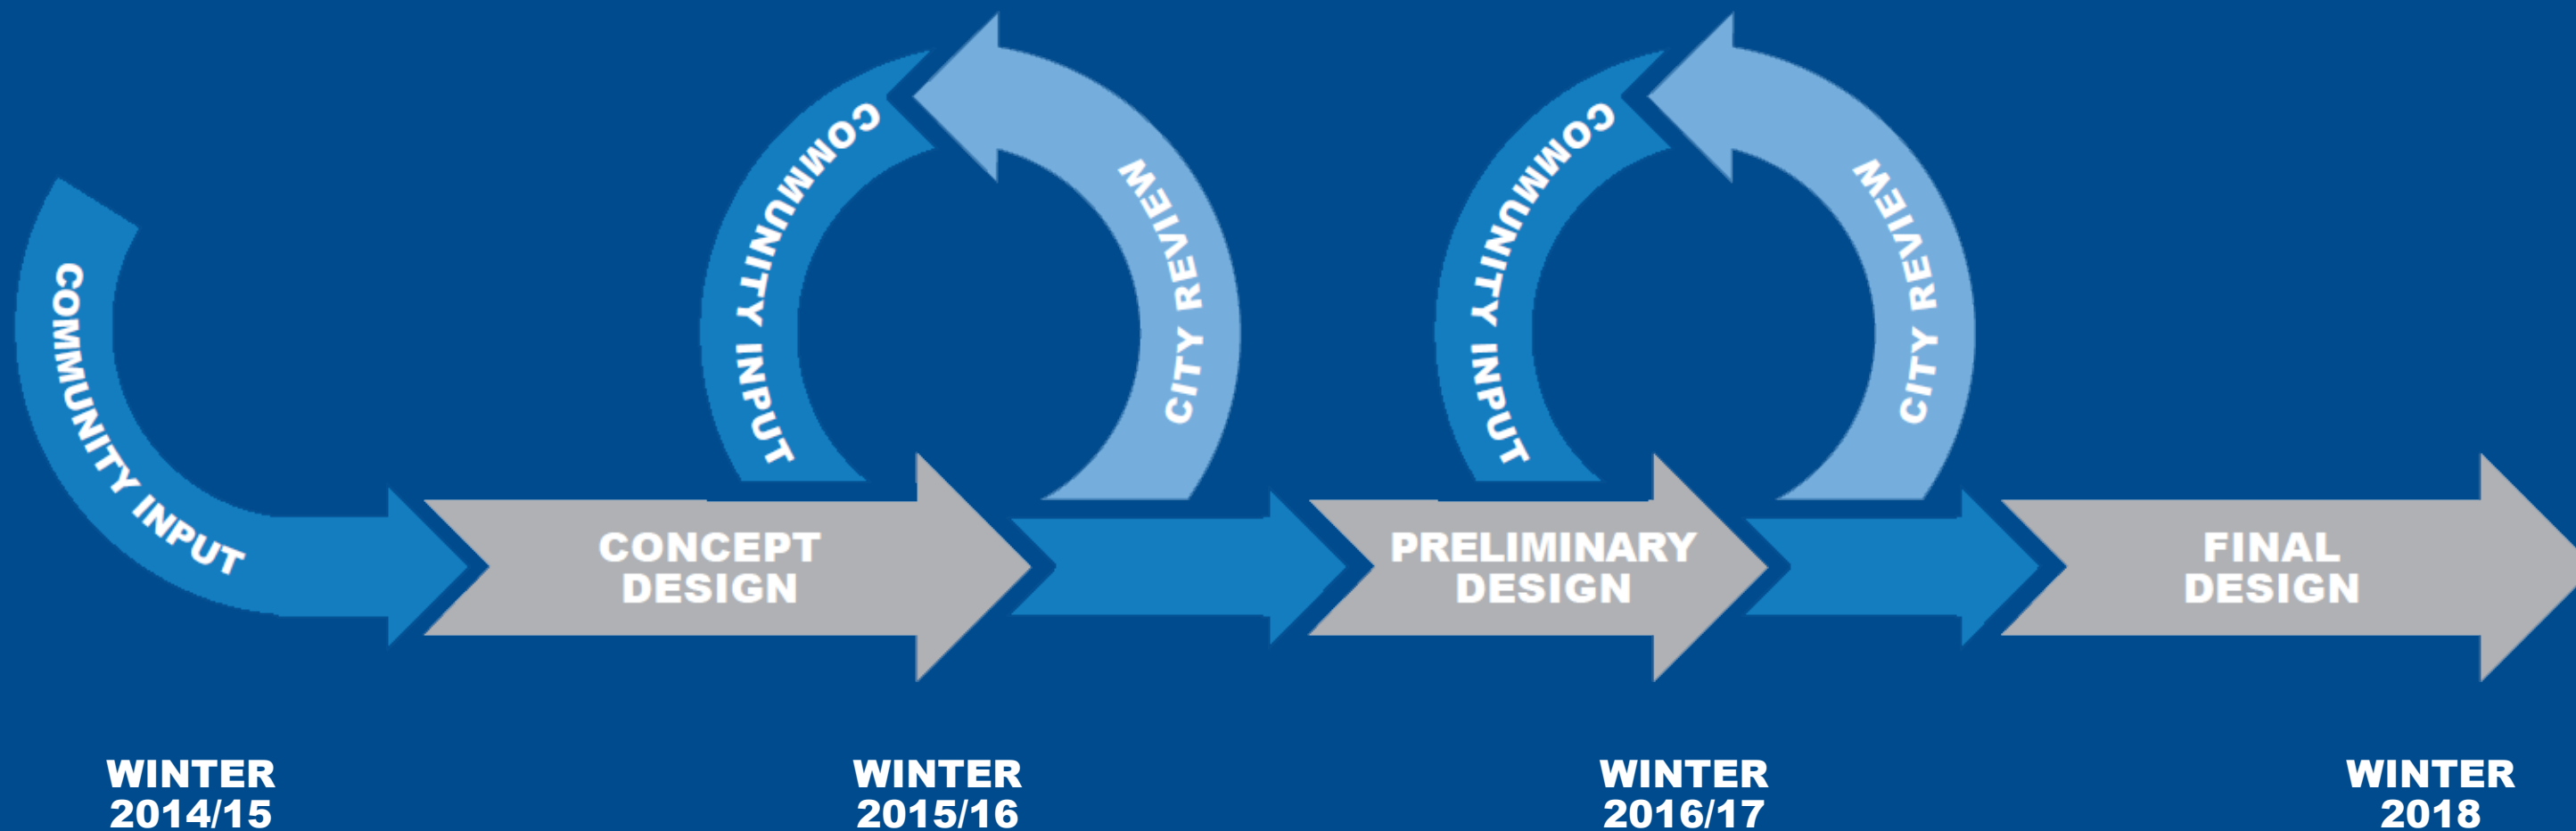 COMMUNITY INPUT
COMMUNITY INPUT
CITY REVIEW
COMMUNITY INPUT
CITY REVIEW
CONCEPT
DESIGN
PRELIMINARY
DESIGN
FINAL
DESIGN
WINTER
2014/15
WINTER
2015/16
WINTER
2016/17
WINTER
2018